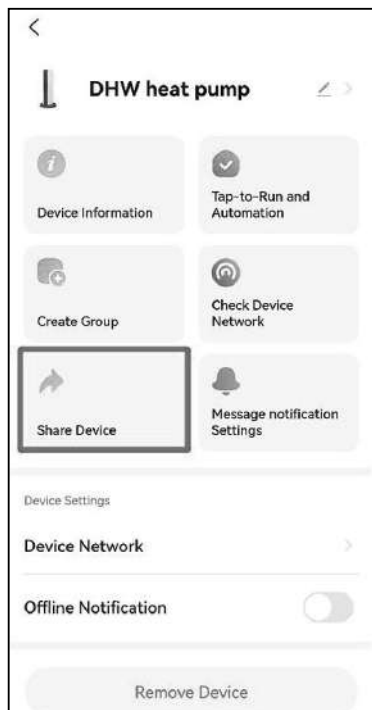 DHW heat pump
Device Information
Tap-to-Run and
Automation
Create Group
Check Device
Network
Share Device
Message notification
Settings
Device Settings
Device Network
Offline Notification
Remove Device